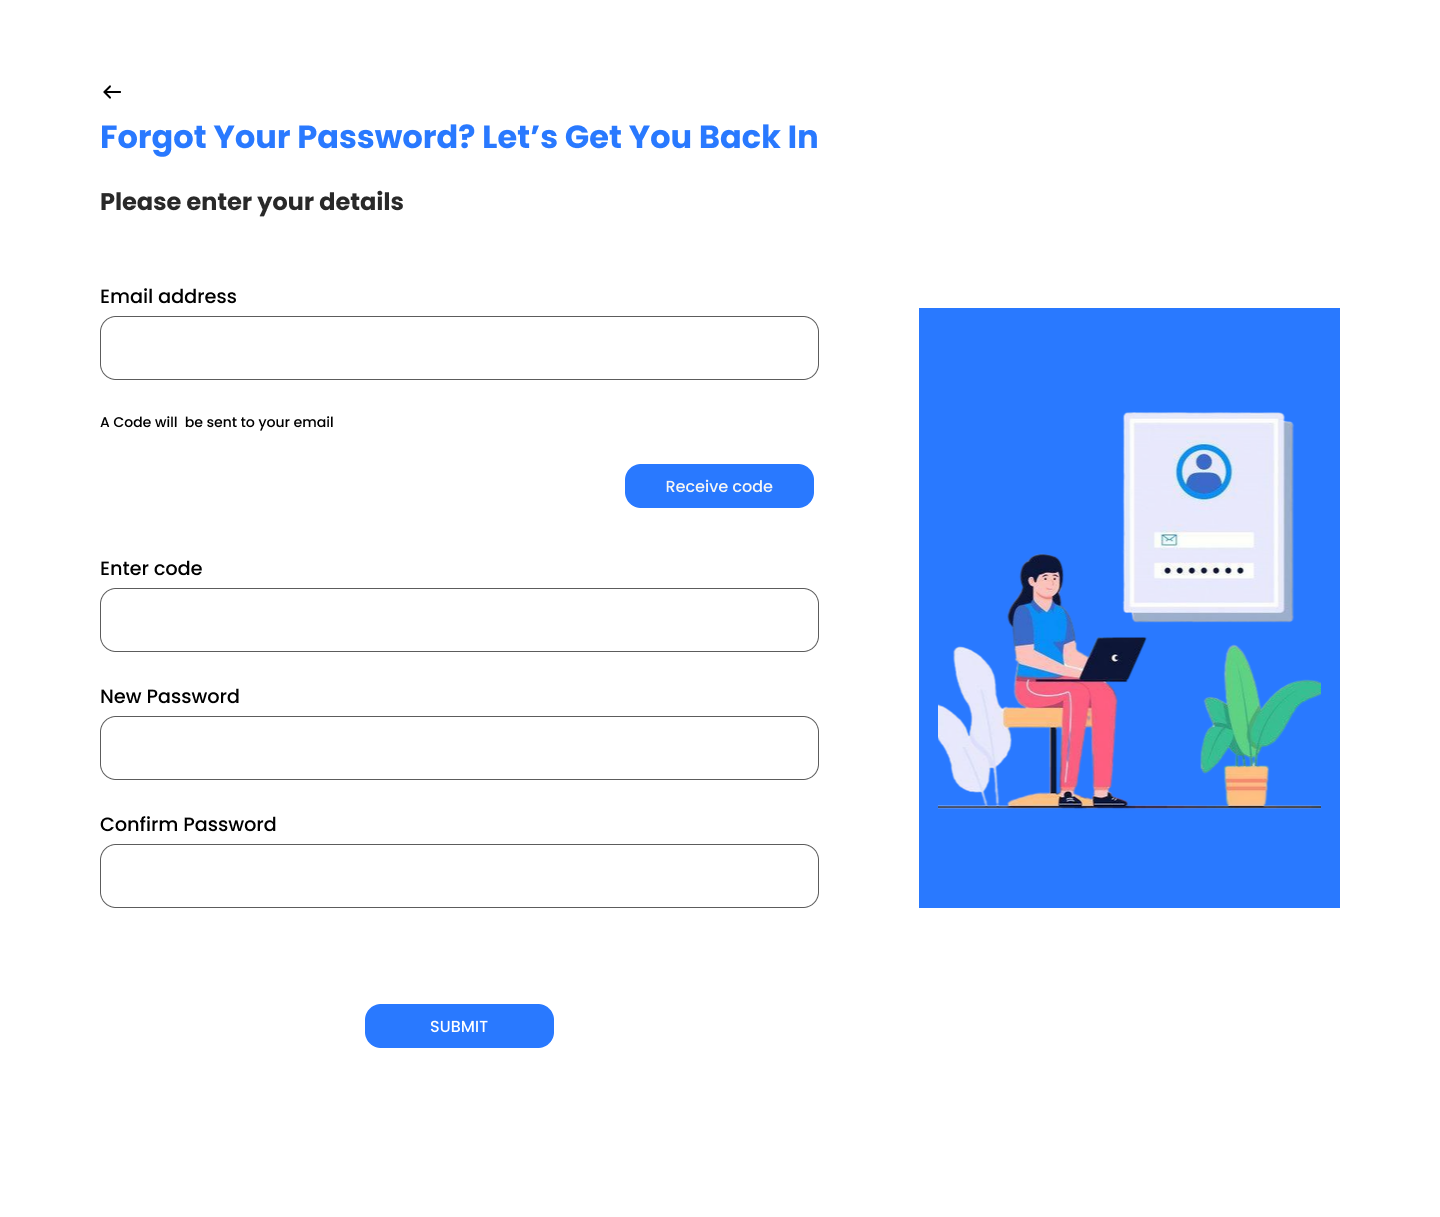 Forgot Your Password? Let’s Get You Back In
Please enter your details
Email address
A Code will  be sent to your email
Receive code
Enter code
New Password
Confirm Password
SUBMIT